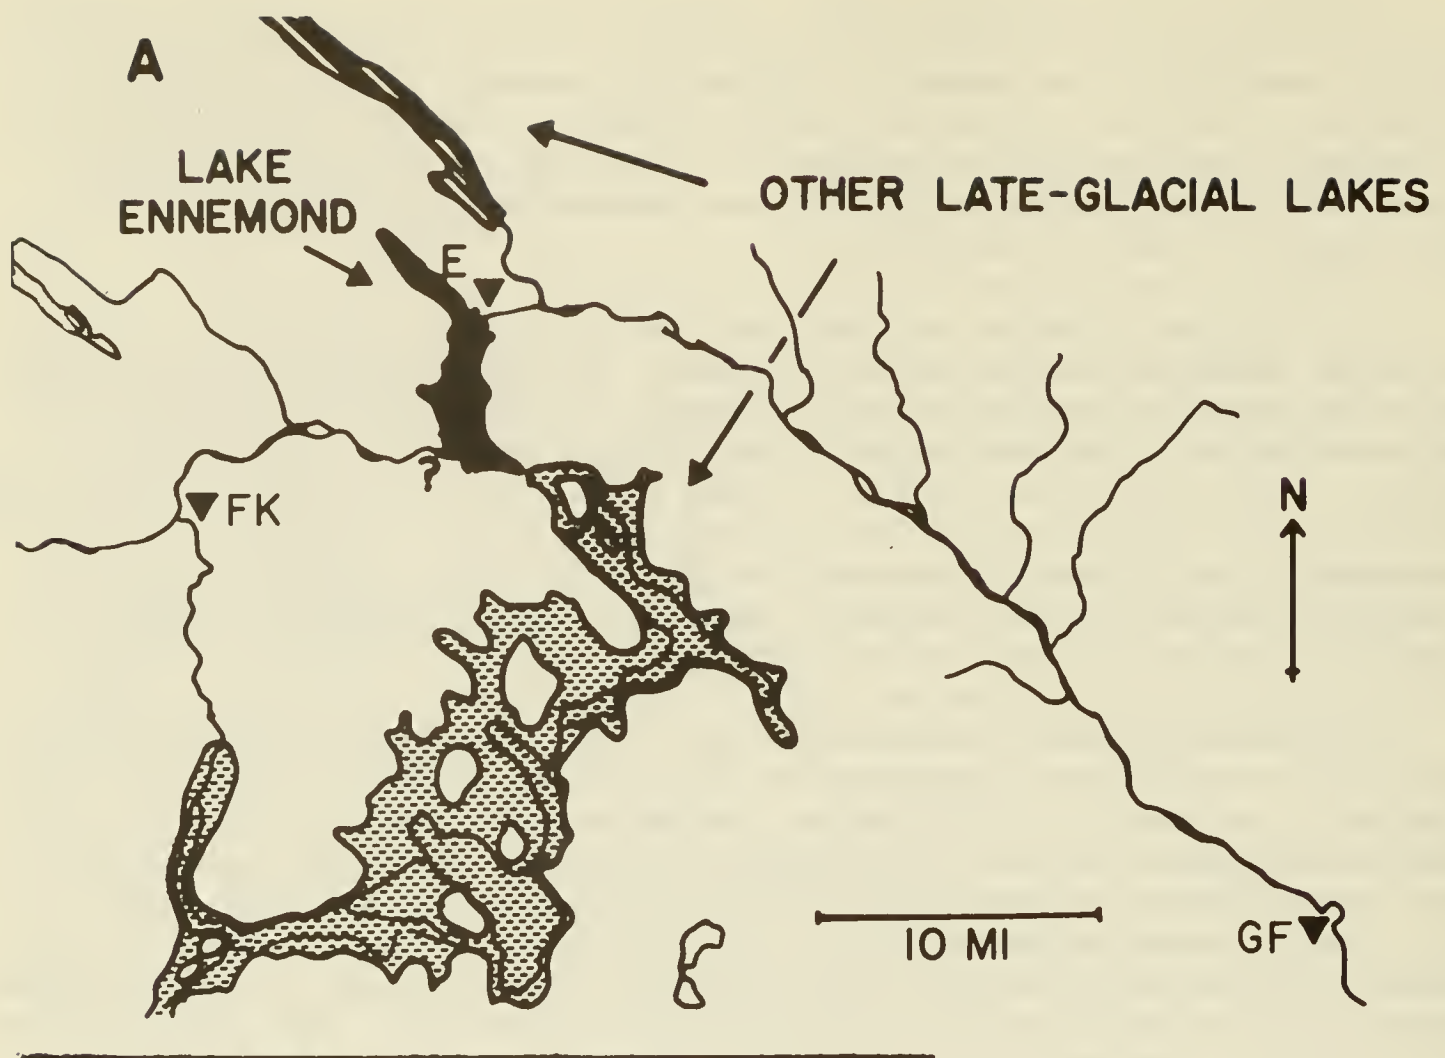 A
LAKE
ENNEMOND
OTHER LATE-GLACIAL LAKES
E
?
FK
N
10 MI
GF